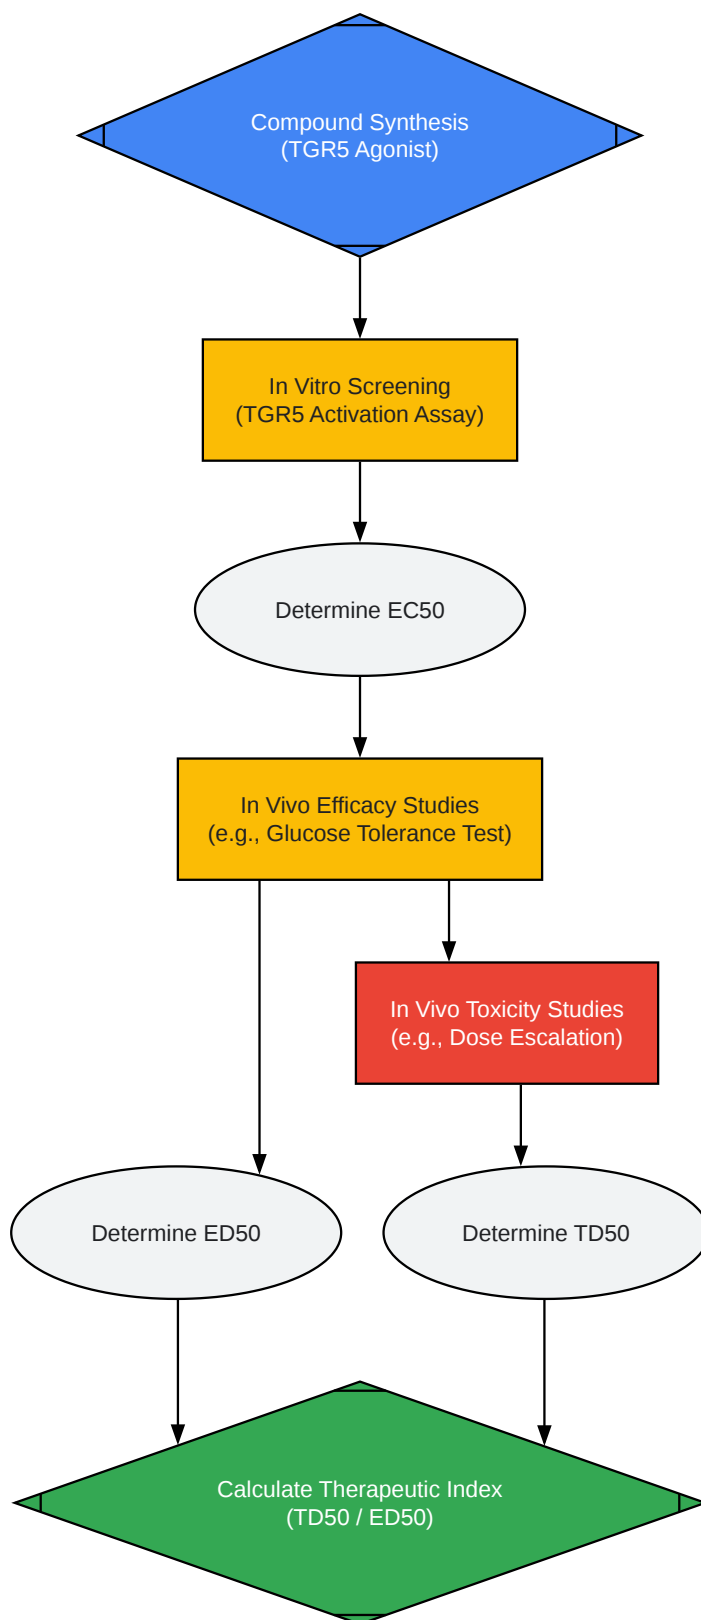 Compound Synthesis
(TGR5 Agonist)
In Vitro Screening
(TGR5 Activation Assay)
Determine EC50
In Vivo Efficacy Studies
(e.g., Glucose Tolerance Test)
In Vivo Toxicity Studies
(e.g., Dose Escalation)
Determine ED50
Determine TD50
Calculate Therapeutic Index
(TD50 / ED50)